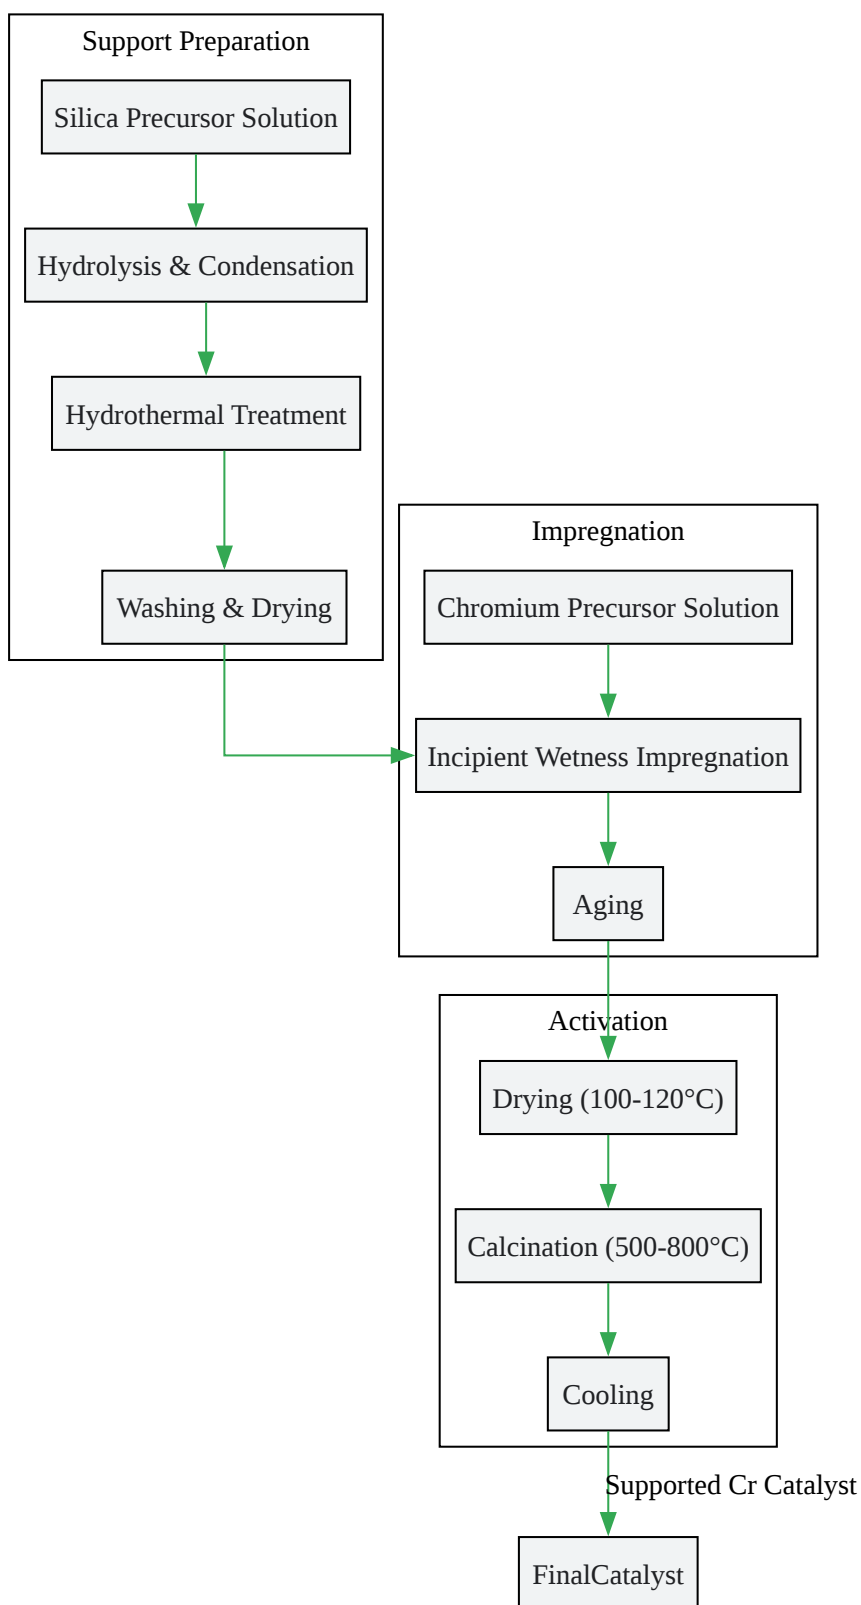 Support Preparation
Silica Precursor Solution
Hydrolysis & Condensation
Hydrothermal Treatment
Washing & Drying
Impregnation
Chromium Precursor Solution
Incipient Wetness Impregnation
Aging
Activation
Drying (100-120°C)
Calcination (500-800°C)
Cooling
Supported Cr Catalyst
FinalCatalyst